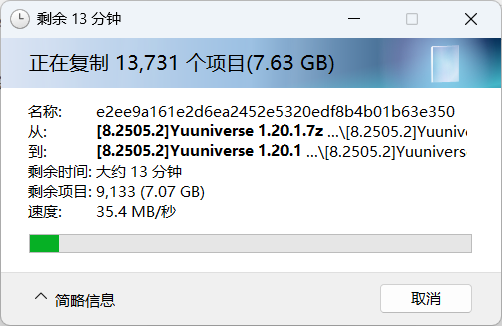 剩余 13 分钟
正在复制 13,731 个项目(7.63 GB)
名称: e2ee9a161e2d6ea2452e5320edf8b4b01b63e350
从: [8.2505.2]Yuuniverse 1.20.1.7z ...\[8.2505.2]Yuunive
到: [8.2505.2]Yuuniverse 1.20.1 ...\[8.2505.2]Yuunivers
剩余时间: 大约 13 分钟
剩余项目: 9,133 (7.07 GB)
速度: 35.4 MB/秒
简略信息
取消